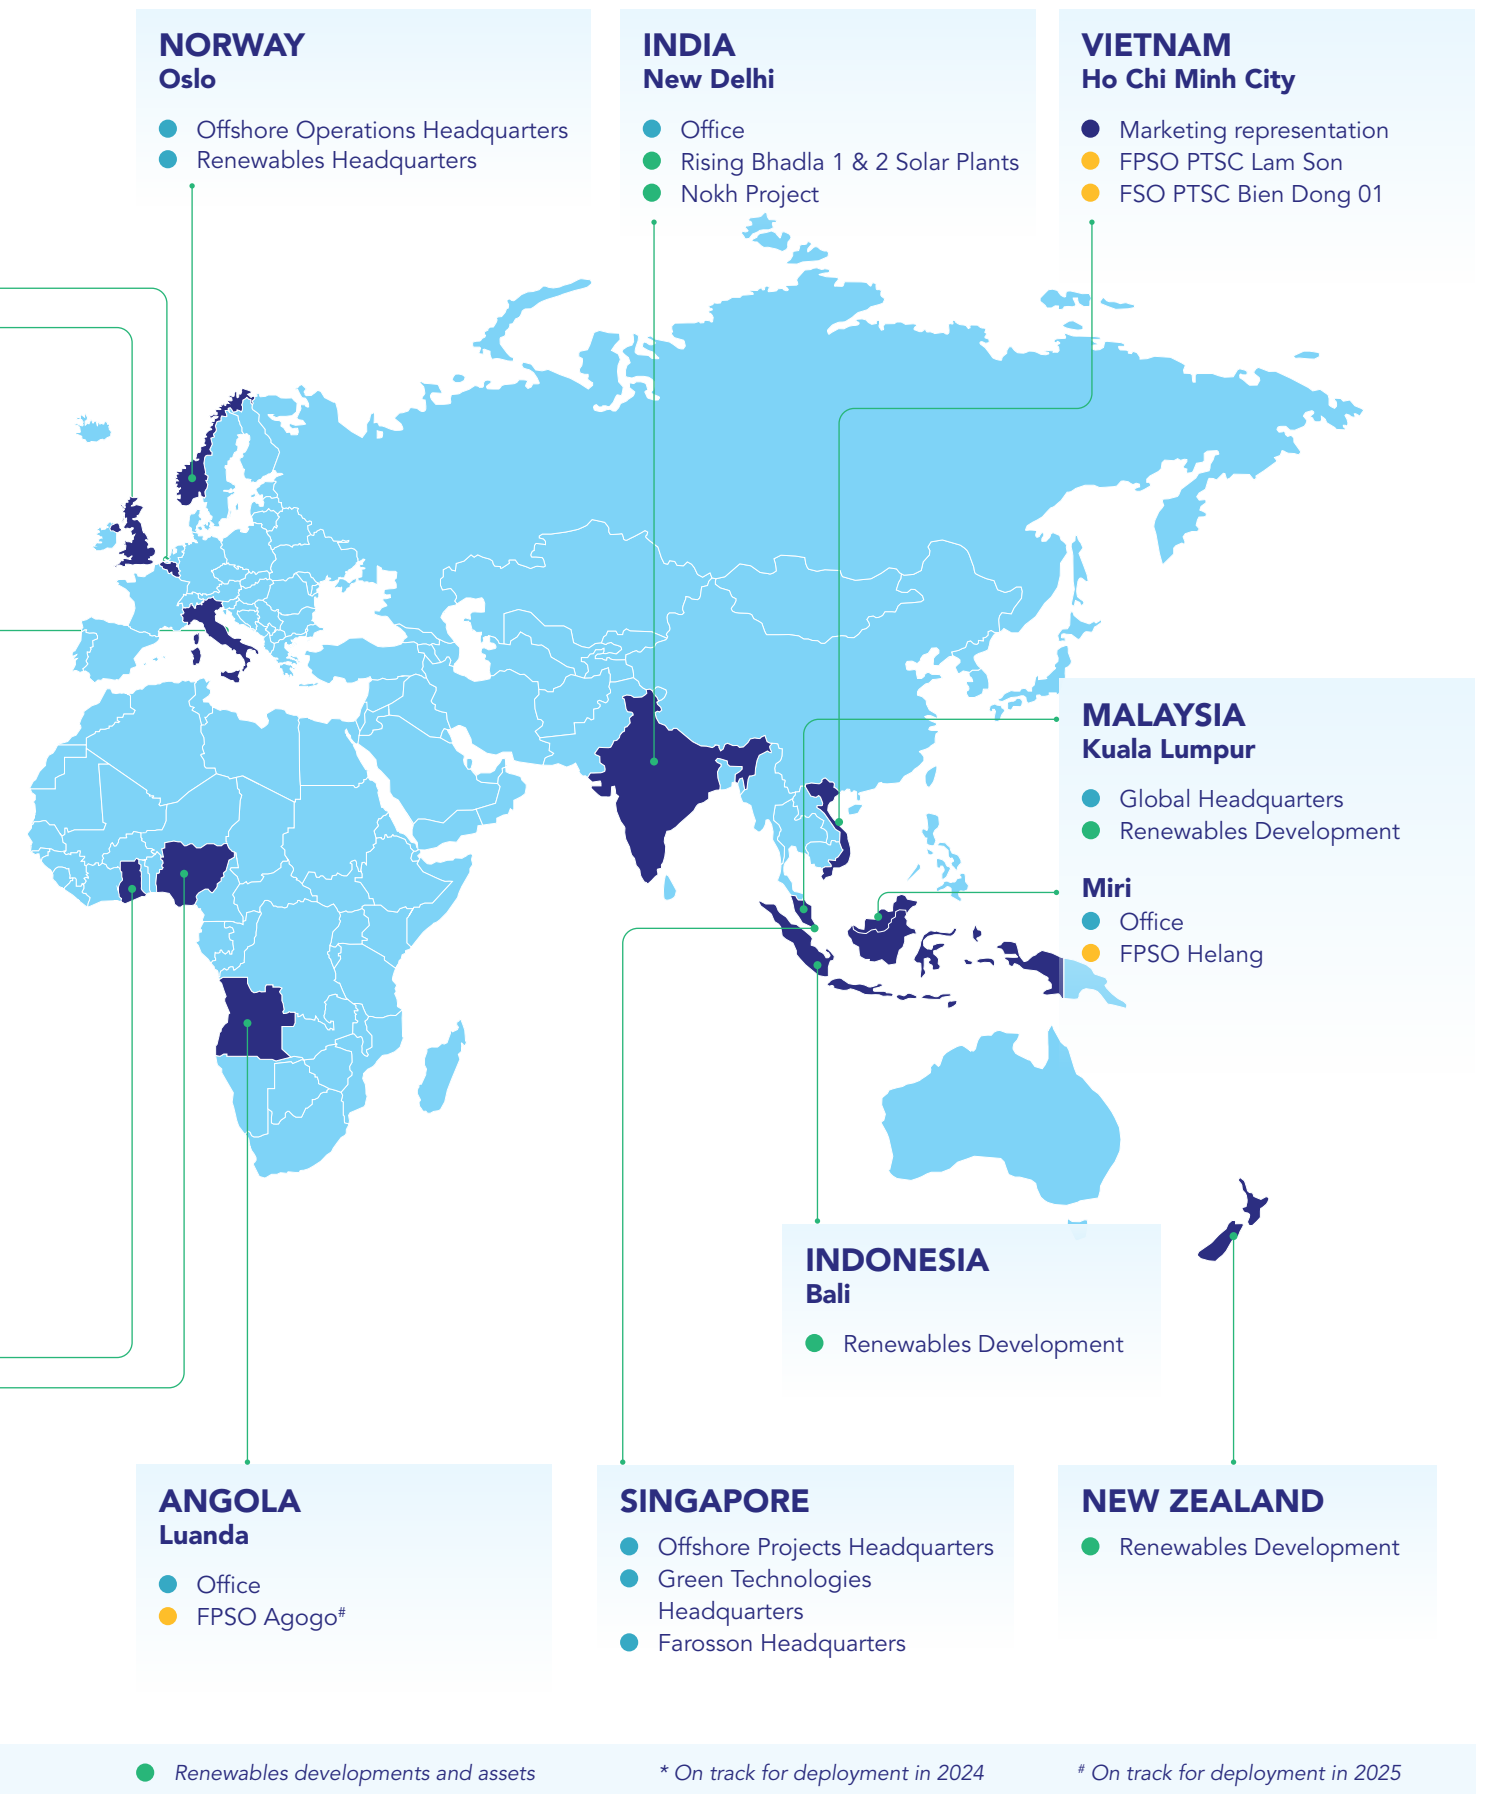 NORWAY
Oslo
Offshore Operations Headquarters
Renewables Headquarters
INDIA
New Delhi
Office
Rising Bhadla 1 & 2 Solar Plants
Nokh Project
VIETNAM
Ho Chi Minh City
Marketing representation
FPSO PTSC Lam Son
FSO PTSC Bien Dong 01
MALAYSIA
Kuala Lumpur
Global Headquarters
Renewables Development
Miri
Office
FPSO Helang
INDONESIA
Bali
Renewables Development
ANGOLA
Luanda
Office
FPSO Agogo#
SINGAPORE
Offshore Projects Headquarters
Green Technologies
Headquarters
Farosson Headquarters
NEW ZEALAND
Renewables Development
Renewables developments and assets
* On track for deployment in 2024
# On track for deployment in 2025